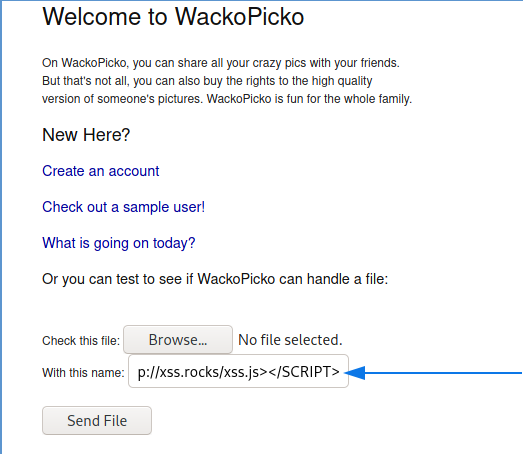 Welcome to WackoPicko
On WackoPicko, you can share all your crazy pics with your friends.
But that's not all, you can also buy the rights to the high quality
version of someone's pictures. WackoPicko is fun for the whole family.
New Here?
Create an account
Check out a sample user!
What is going on today?
Or you can test to see if WackoPicko can handle a file:
Check this file: Browse... No file selected.
With this name: p://xss.rocks/xss.js></SCRIPT>
Send File